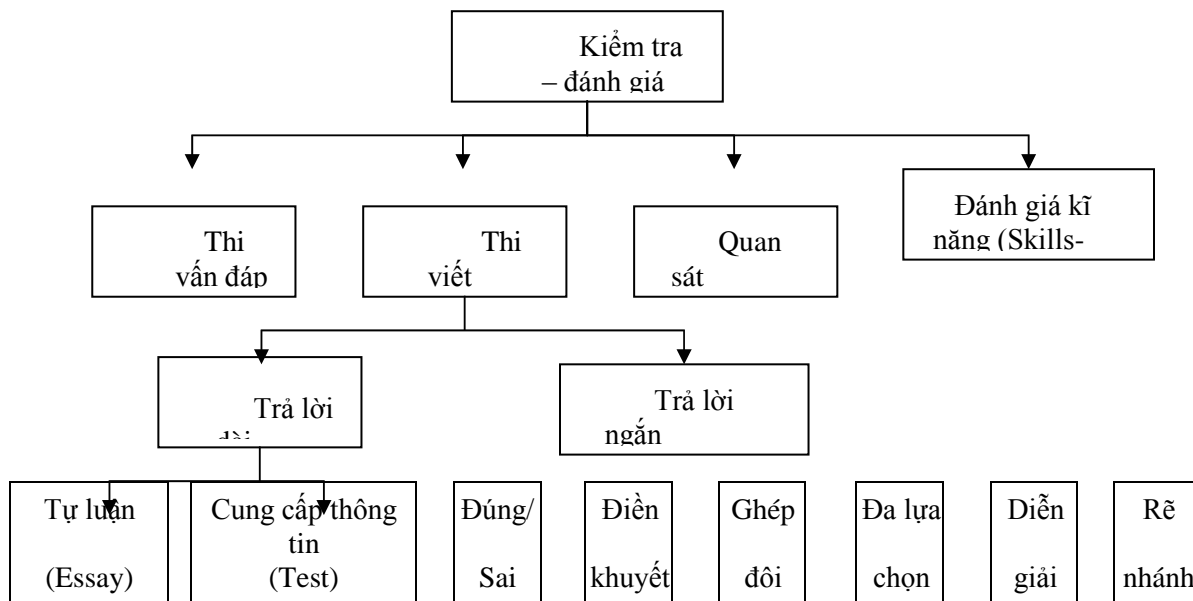 Kiểm tra
– đánh giá
Đánh giá kĩ
năng (Skills-
Thi
vấn đáp
Thi
viết
Quan
sát
Trả lời
dài
Trả lời
ngắn
Tự luận
(Essay)
Cung cấp thông
tin
(Test)
Đúng/
Sai
Điền
khuyết
Ghép
đôi
Đa lựa
chọn
Diễn
giải
Rẽ
nhánh